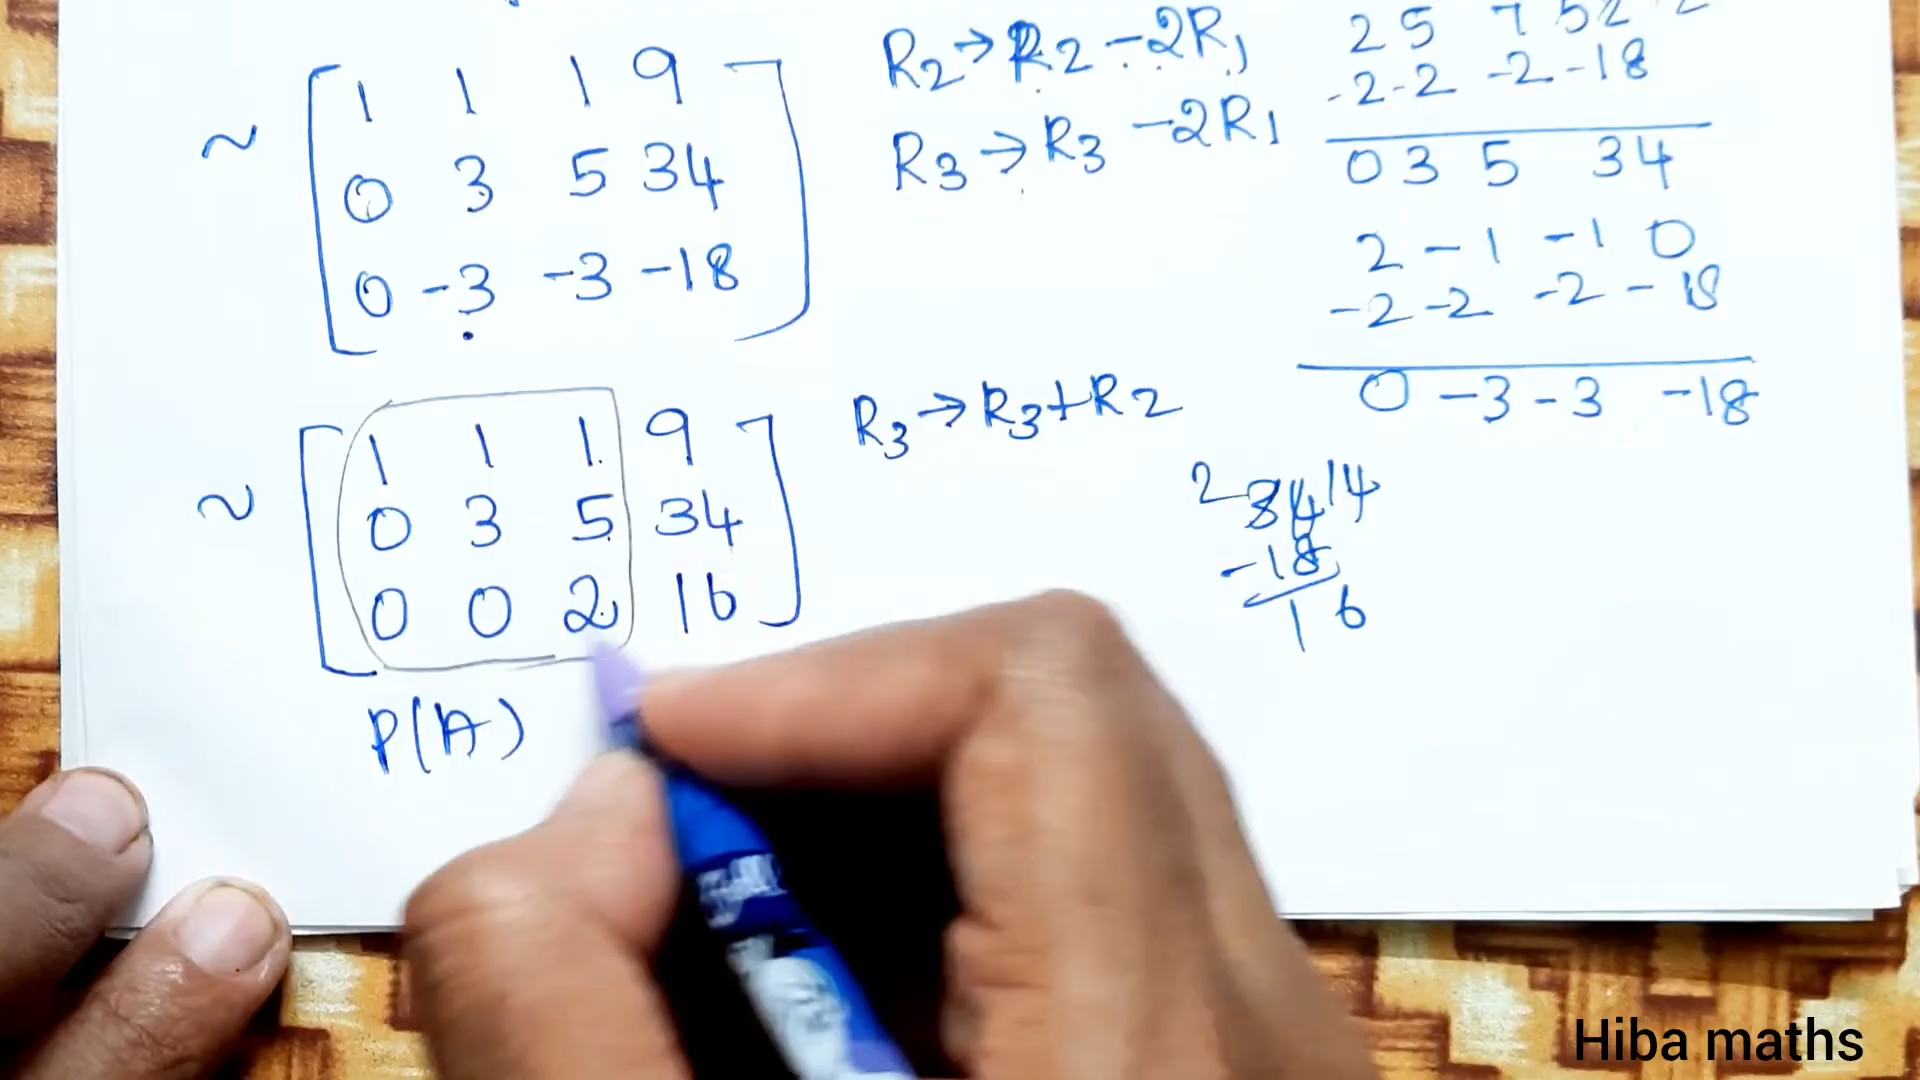 ~ [ 1 1 1 9 ]
0 3 5 34
0 -3 -3 -18
R2 → R2 - 2R1
R3 → R3 - 2R1
2 5 7 52
-2 -2 -2 -18
0 3 5 34
2 -1 -1 0
-2 -2 -2 -18
0 -3 -3 -18
~ [ 1 1 1 9 ]
0 3 5 34
0 0 2 16
R3 → R3 + R2
2 34 14
-18
16
P(A)
Hiba maths